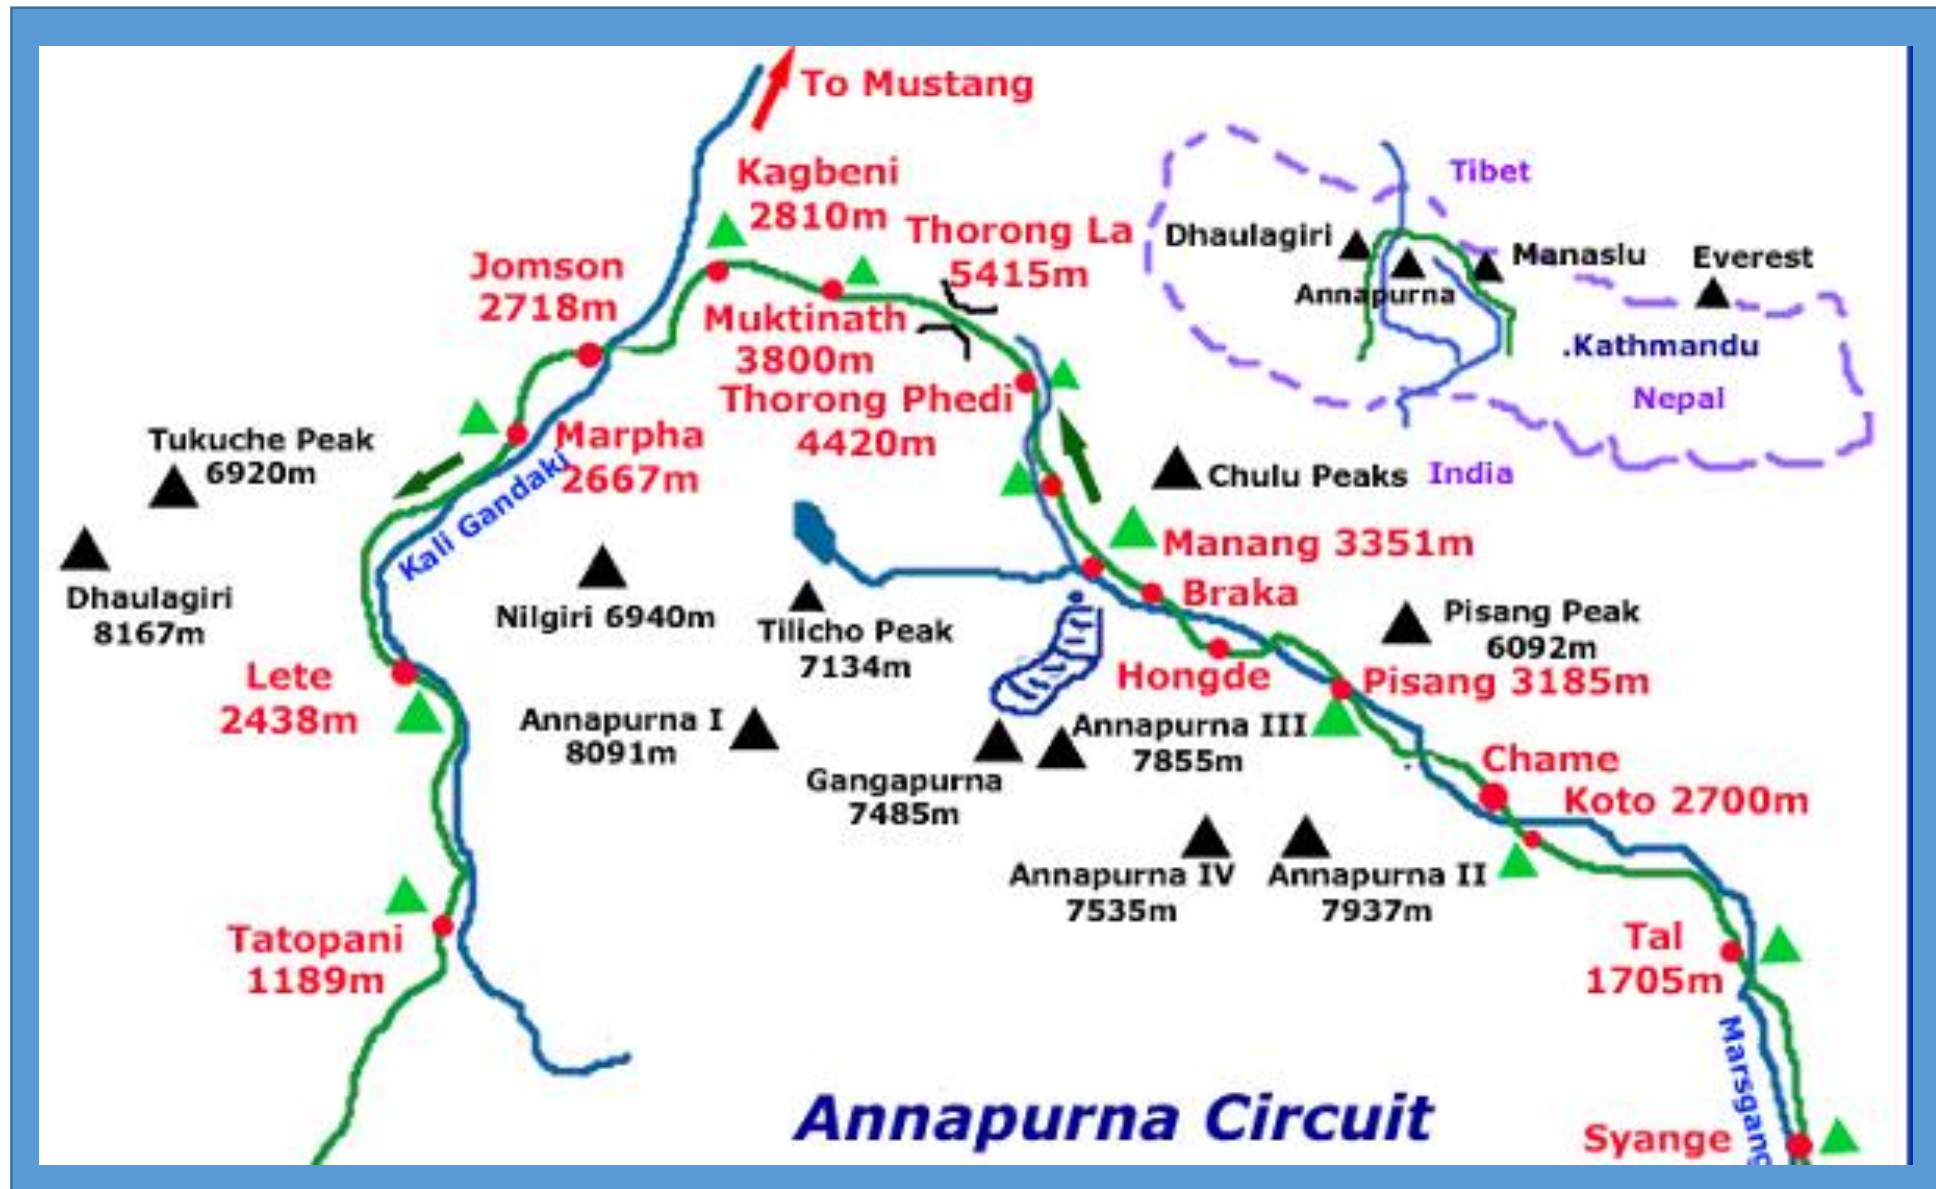 To Mustang
Kagbeni
2810m
Thorong La
5415m
Jomson
2718m
Muktinath
3800m
Thorong Phedi
4420m
Marpha
2667m
Kali Gandaki
Tukuche Peak
6920m
Dhaulagiri
8167m
Nilgiri 6940m
Tilicho Peak
7134m
Lete
2438m
Annapurna I
8091m
Gangapurna
7485m
Annapurna III
7855m
Annapurna IV
7535m
Annapurna II
7937m
Tatopani
1189m
Tibet
Dhaulagiri
Manaslu
Everest
Annapurna
.Kathmandu
Nepal
India
Chulu Peaks
Manang 3351m
Braka
Hongde
Pisang Peak
6092m
Pisang 3185m
Chame
Koto 2700m
Tal
1705m
Marsgang
Syange
Annapurna Circuit